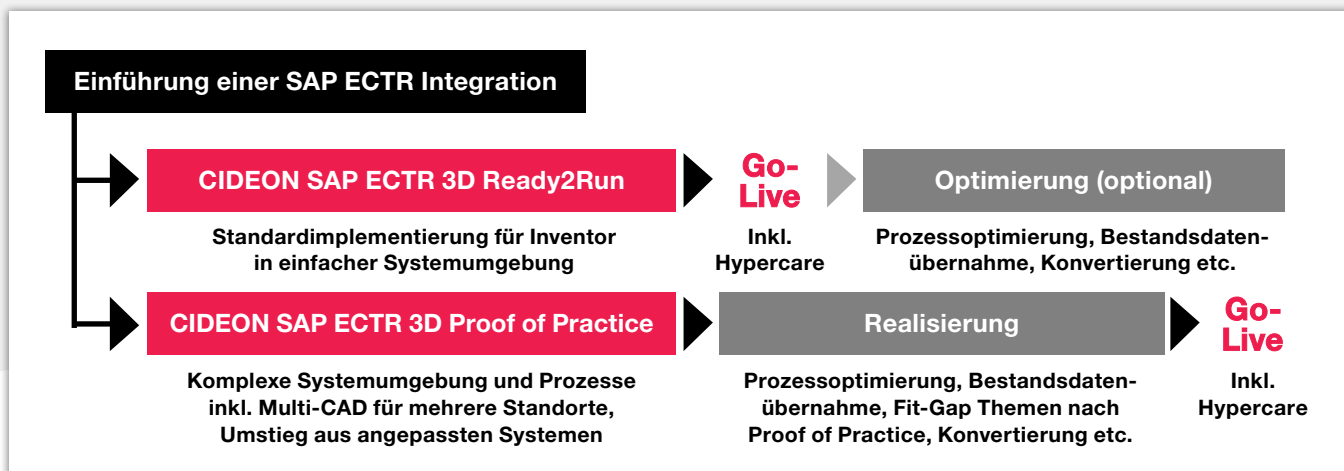 Einführung einer SAP ECTR Integration
CIDEON SAP ECTR 3D Ready2Run
Standardimplementierung für Inventor
in einfacher Systemumgebung
Go-
Live
Inkl.
Hypercare
Optimierung (optional)
Prozessoptimierung, Bestandsdaten-
übernahme, Konvertierung etc.
CIDEON SAP ECTR 3D Proof of Practice
Komplexe Systemumgebung und Prozesse
inkl. Multi-CAD für mehrere Standorte,
Umstieg aus angepassten Systemen
Realisierung
Prozessoptimierung, Bestandsdaten-
übernahme, Fit-Gap Themen nach
Proof of Practice, Konvertierung etc.
Go-
Live
Inkl.
Hypercare